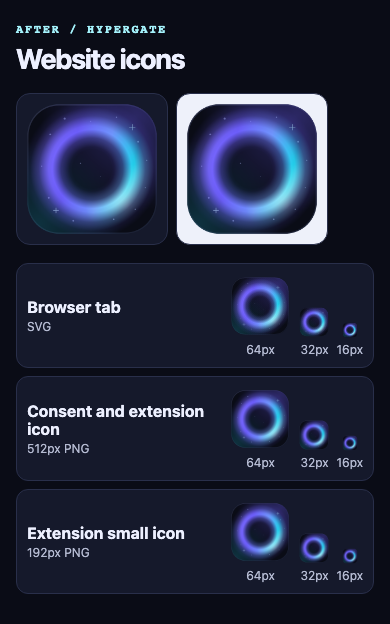 AFTER / HYPERGATE
Website icons
Browser tab
SVG
64px 32px 16px
Consent and extension
icon
512px PNG
64px 32px 16px
Extension small icon
192px PNG
64px 32px 16px